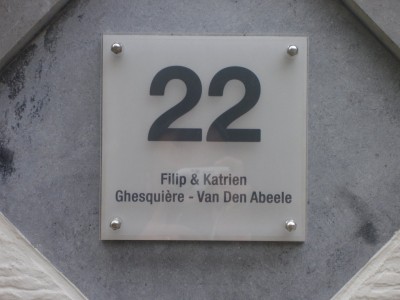 22
Filip & Katrien
Ghesquière - Van Den Abeele